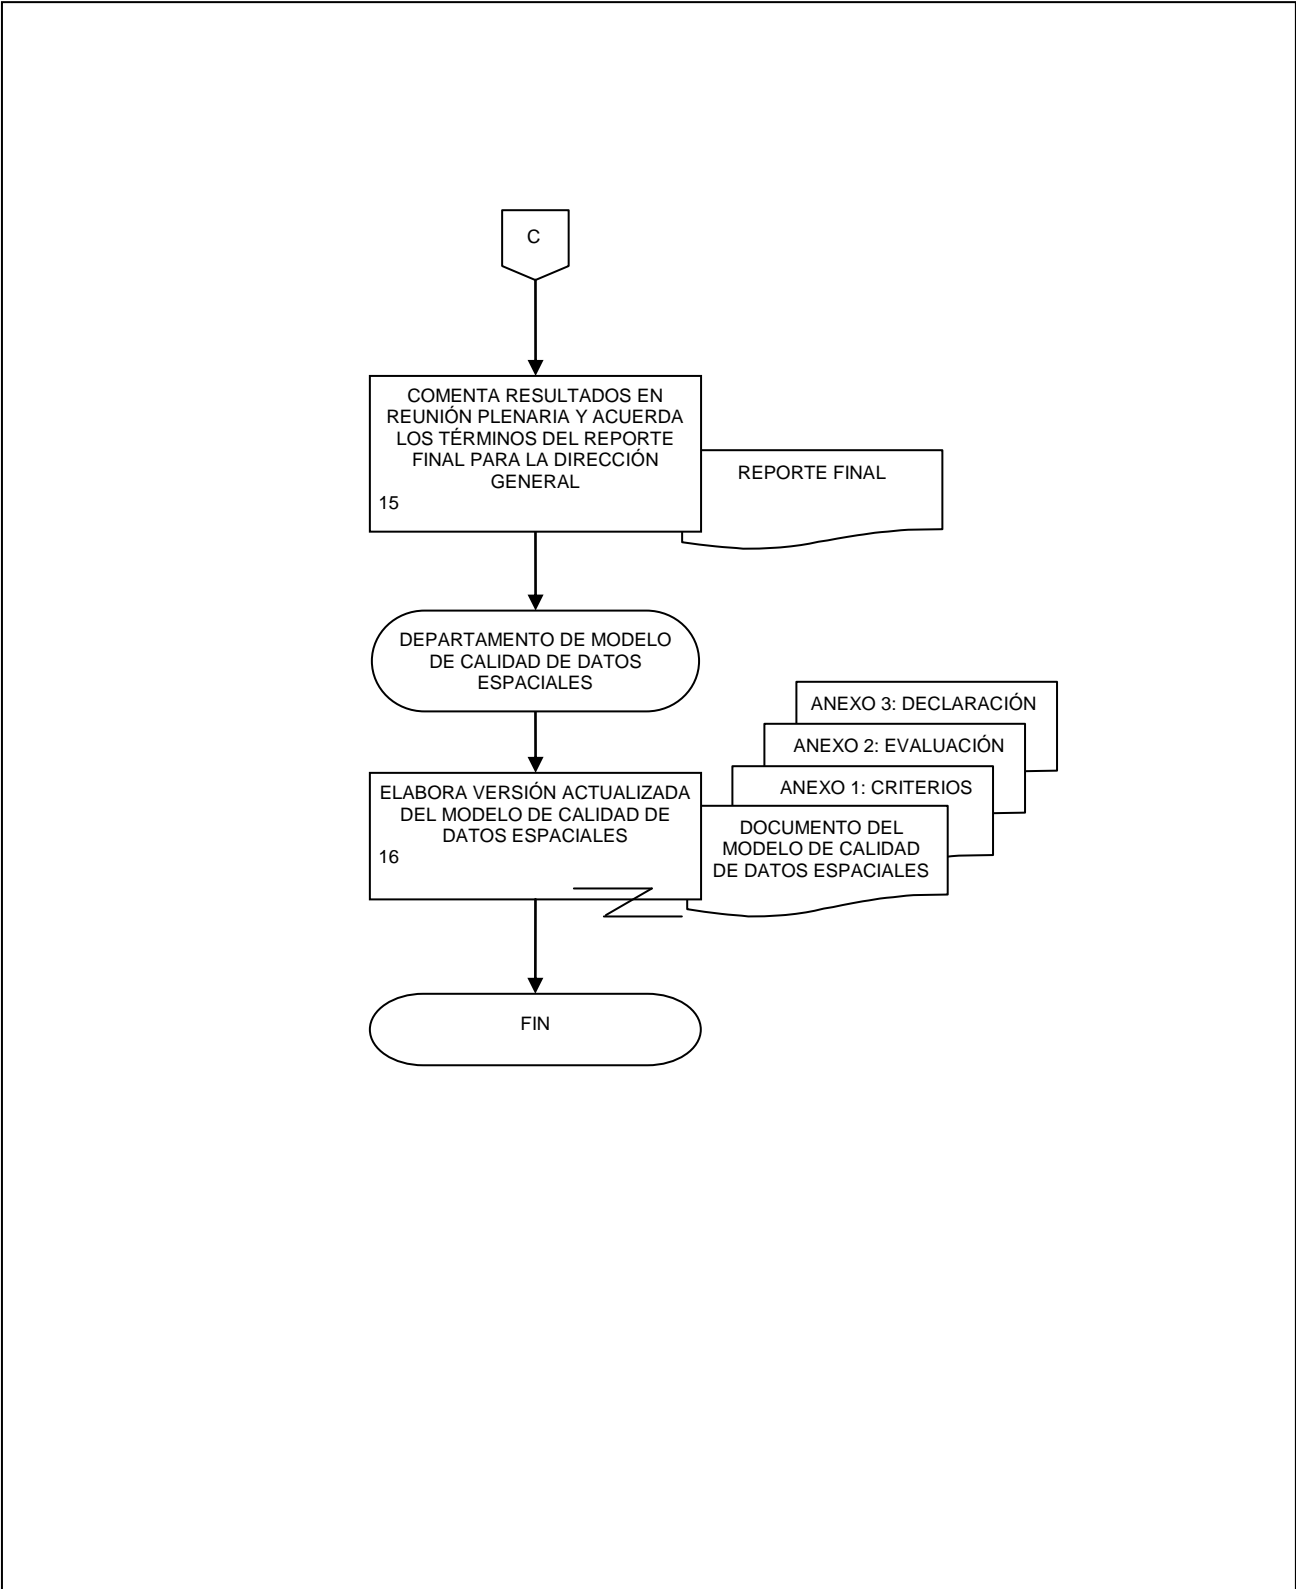 C
COMENTA RESULTADOS EN
REUNIÓN PLENARIA Y ACUERDA
LOS TÉRMINOS DEL REPORTE
FINAL PARA LA DIRECCIÓN
GENERAL
15
REPORTE FINAL
DEPARTAMENTO DE MODELO
DE CALIDAD DE DATOS
ESPACIALES
ELABORA VERSIÓN ACTUALIZADA
DEL MODELO DE CALIDAD DE
DATOS ESPACIALES
16
ANEXO 3: DECLARACIÓN
ANEXO 2: EVALUACIÓN
ANEXO 1: CRITERIOS
DOCUMENTO DEL
MODELO DE CALIDAD
DE DATOS ESPACIALES
FIN